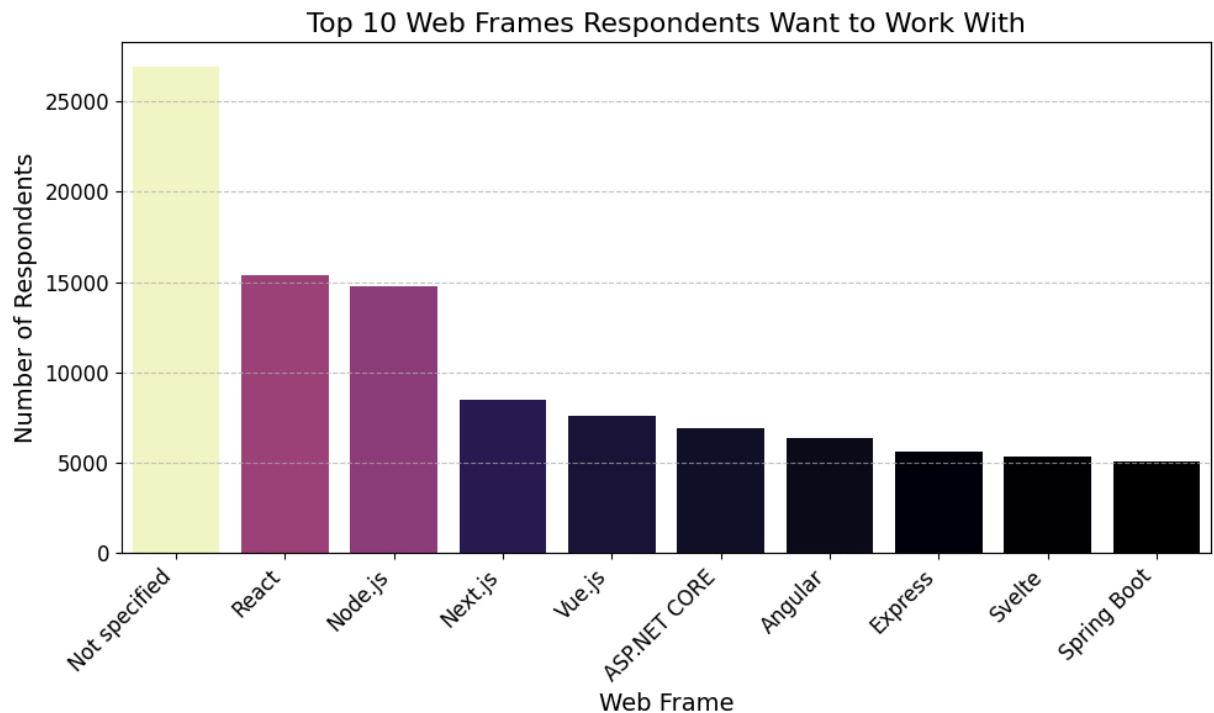 Top 10 Web Frames Respondents Want to Work With
Number of Respondents
25000
20000
15000
10000
5000
0
Not specified
React
Node.js
Next.js
Vue.js
ASP.NET CORE
Angular
Express
Svelte
Spring Boot
Web Frame